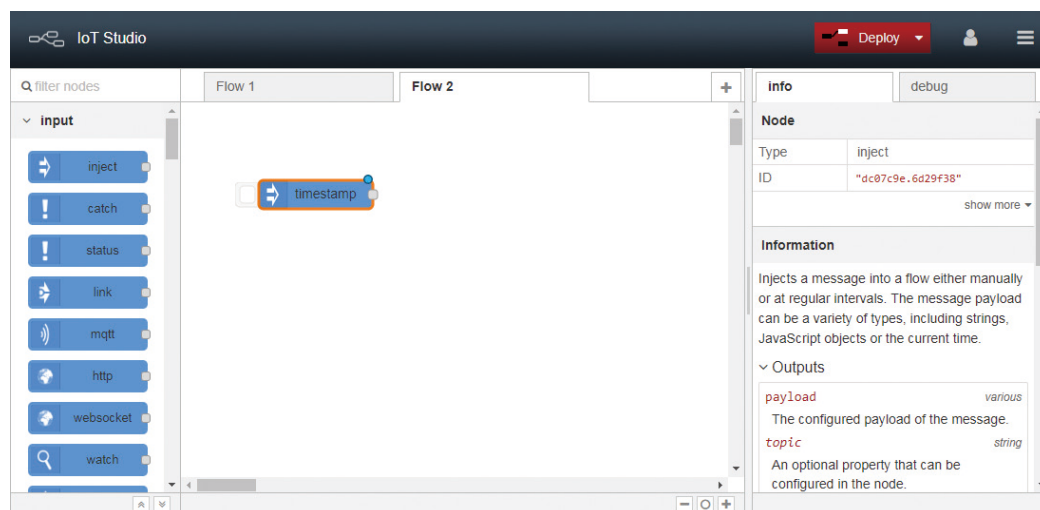 IoT Studio
Deploy
filter nodes
Flow 1
Flow 2
+
info
debug
input
inject
catch
status
link
mqtt
http
websocket
watch
timestamp
Node
Type inject
ID "dc07c9e.6d29f38"
show more
Information
Injects a message into a flow either manually
or at regular intervals. The message payload
can be a variety of types, including strings,
JavaScript objects or the current time.
Outputs
payload various
The configured payload of the message.
topic string
An optional property that can be
configured in the node.